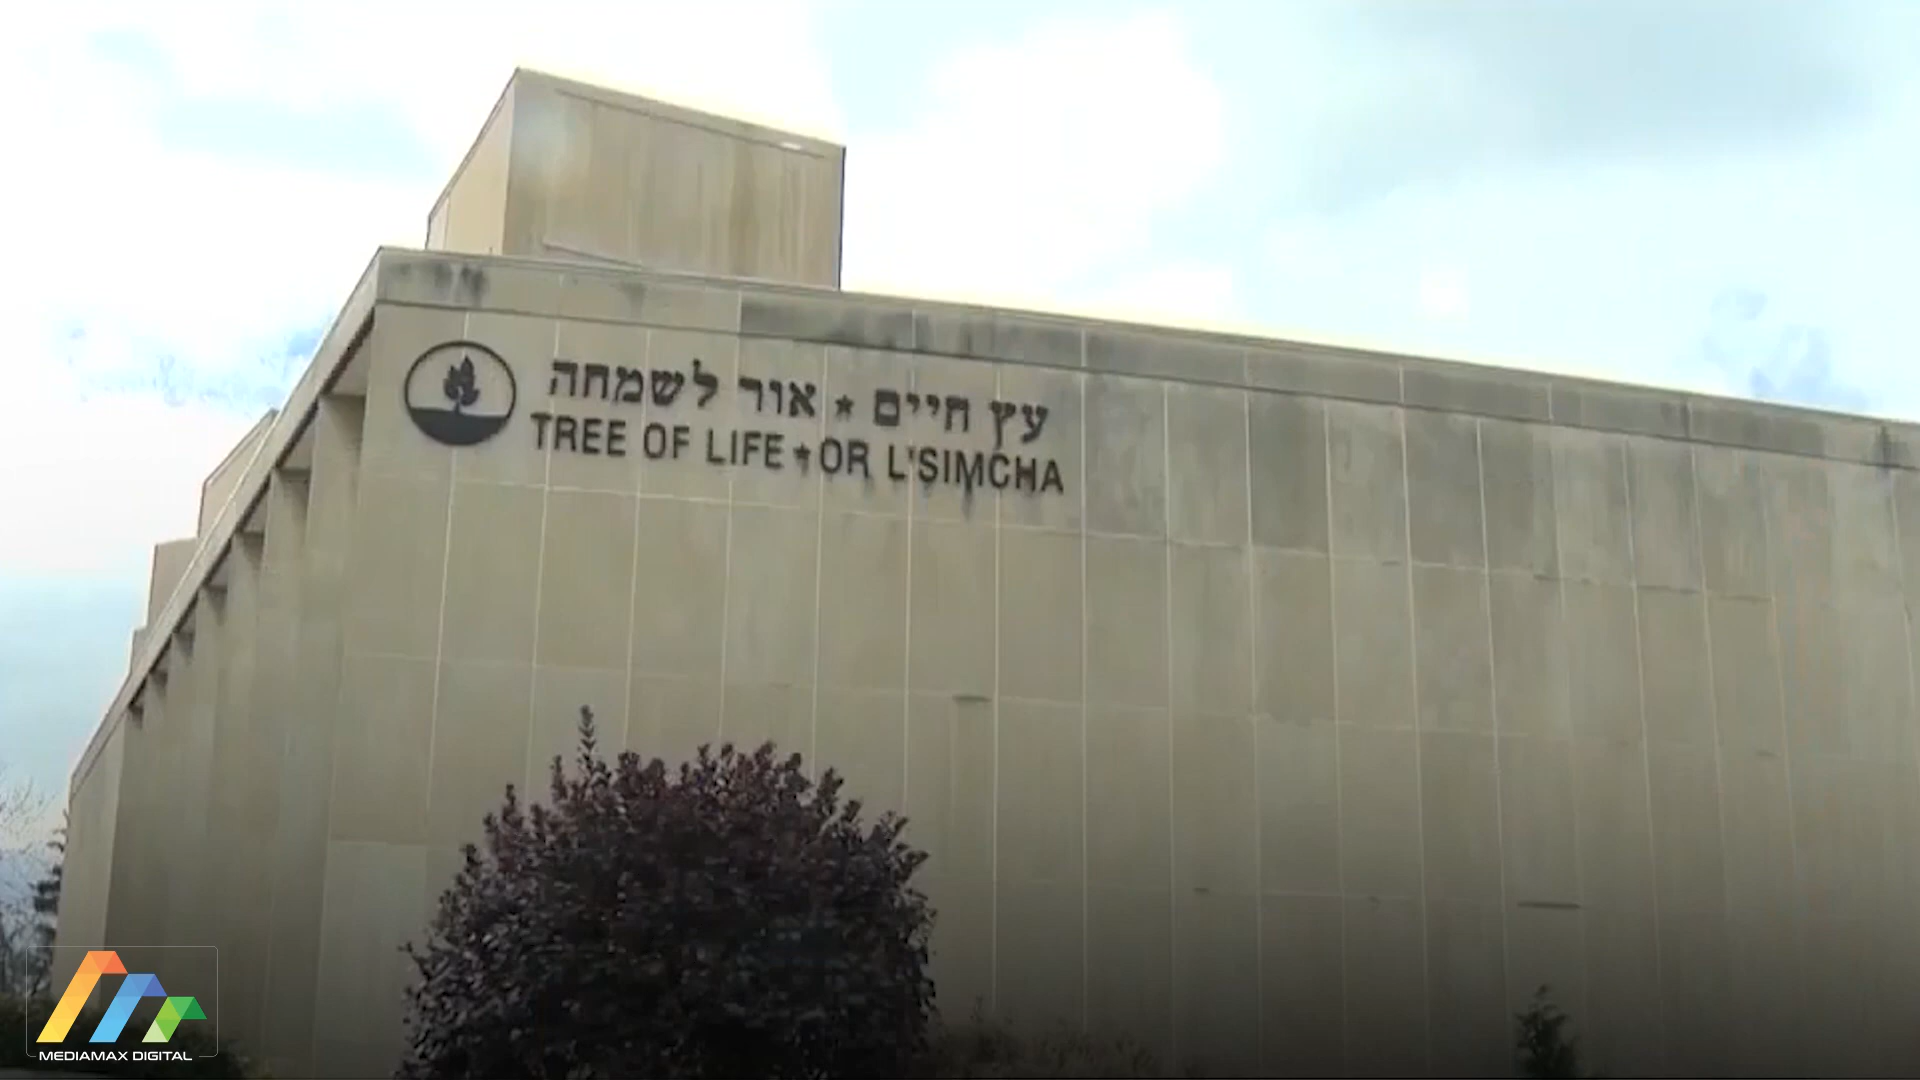 עץ חיים ★ אור לשמחה
TREE OF LIFE ★ OR L'SIMCHA
MEDIAMAX DIGITAL